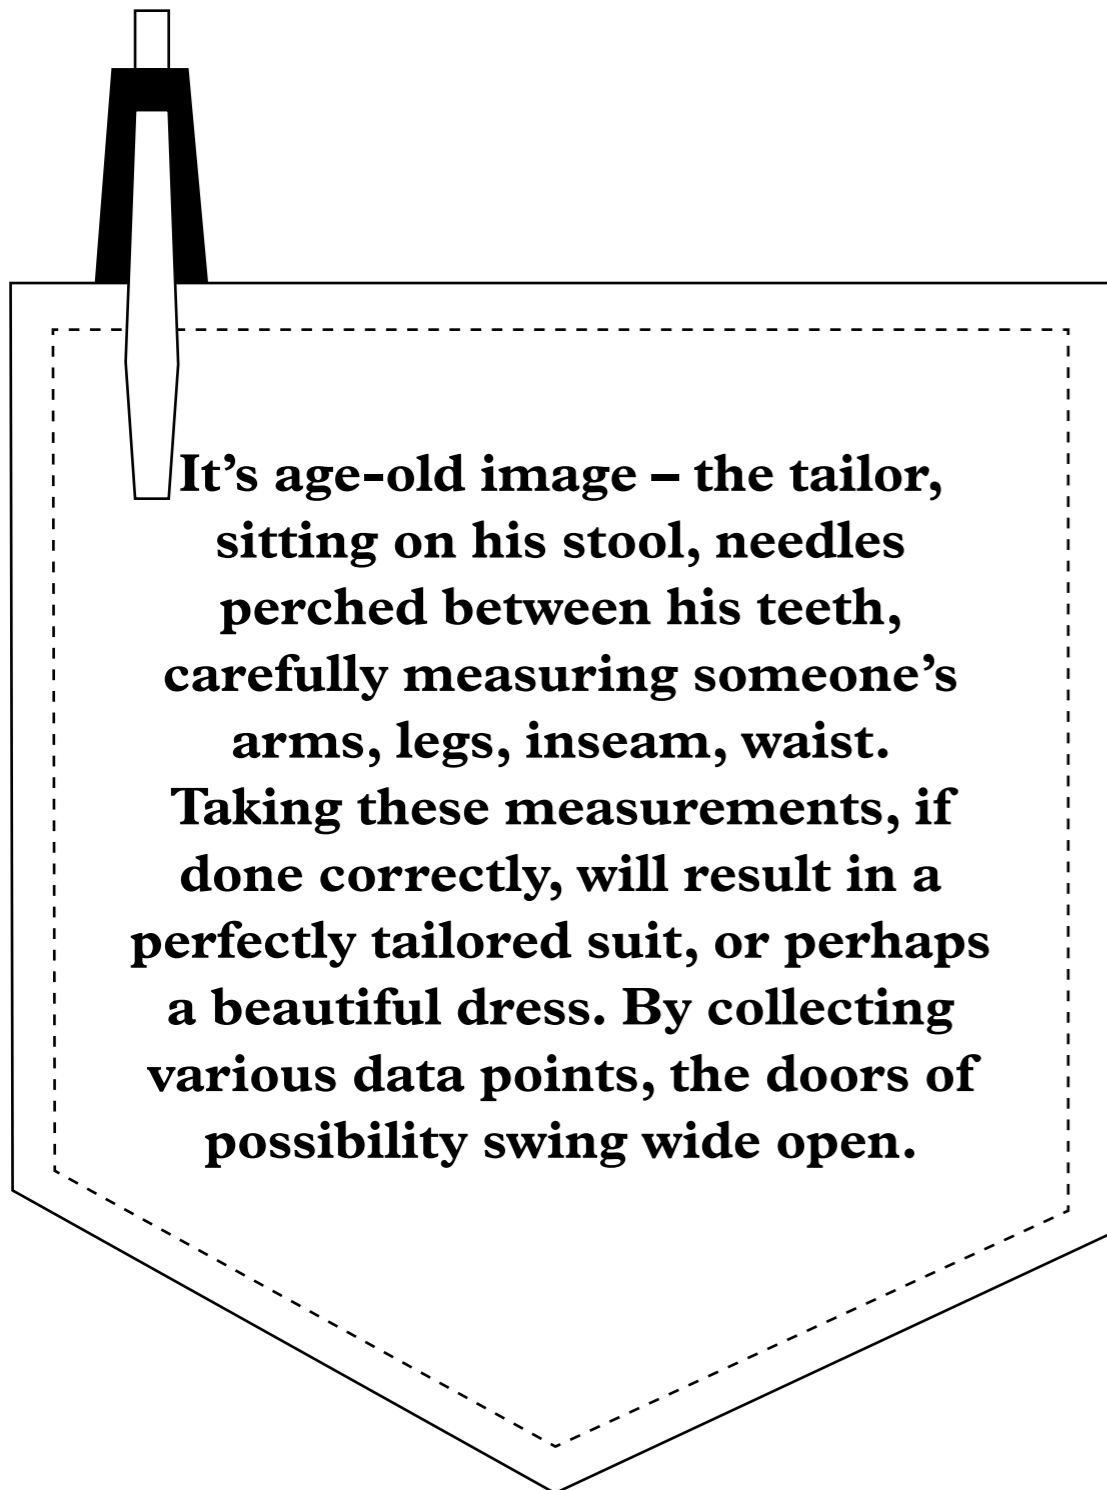 It’s age-old image – the tailor,
sitting on his stool, needles
perched between his teeth,
carefully measuring someone’s
arms, legs, inseam, waist.
Taking these measurements, if
done correctly, will result in a
perfectly tailored suit, or perhaps
a beautiful dress. By collecting
various data points, the doors of
possibility swing wide open.